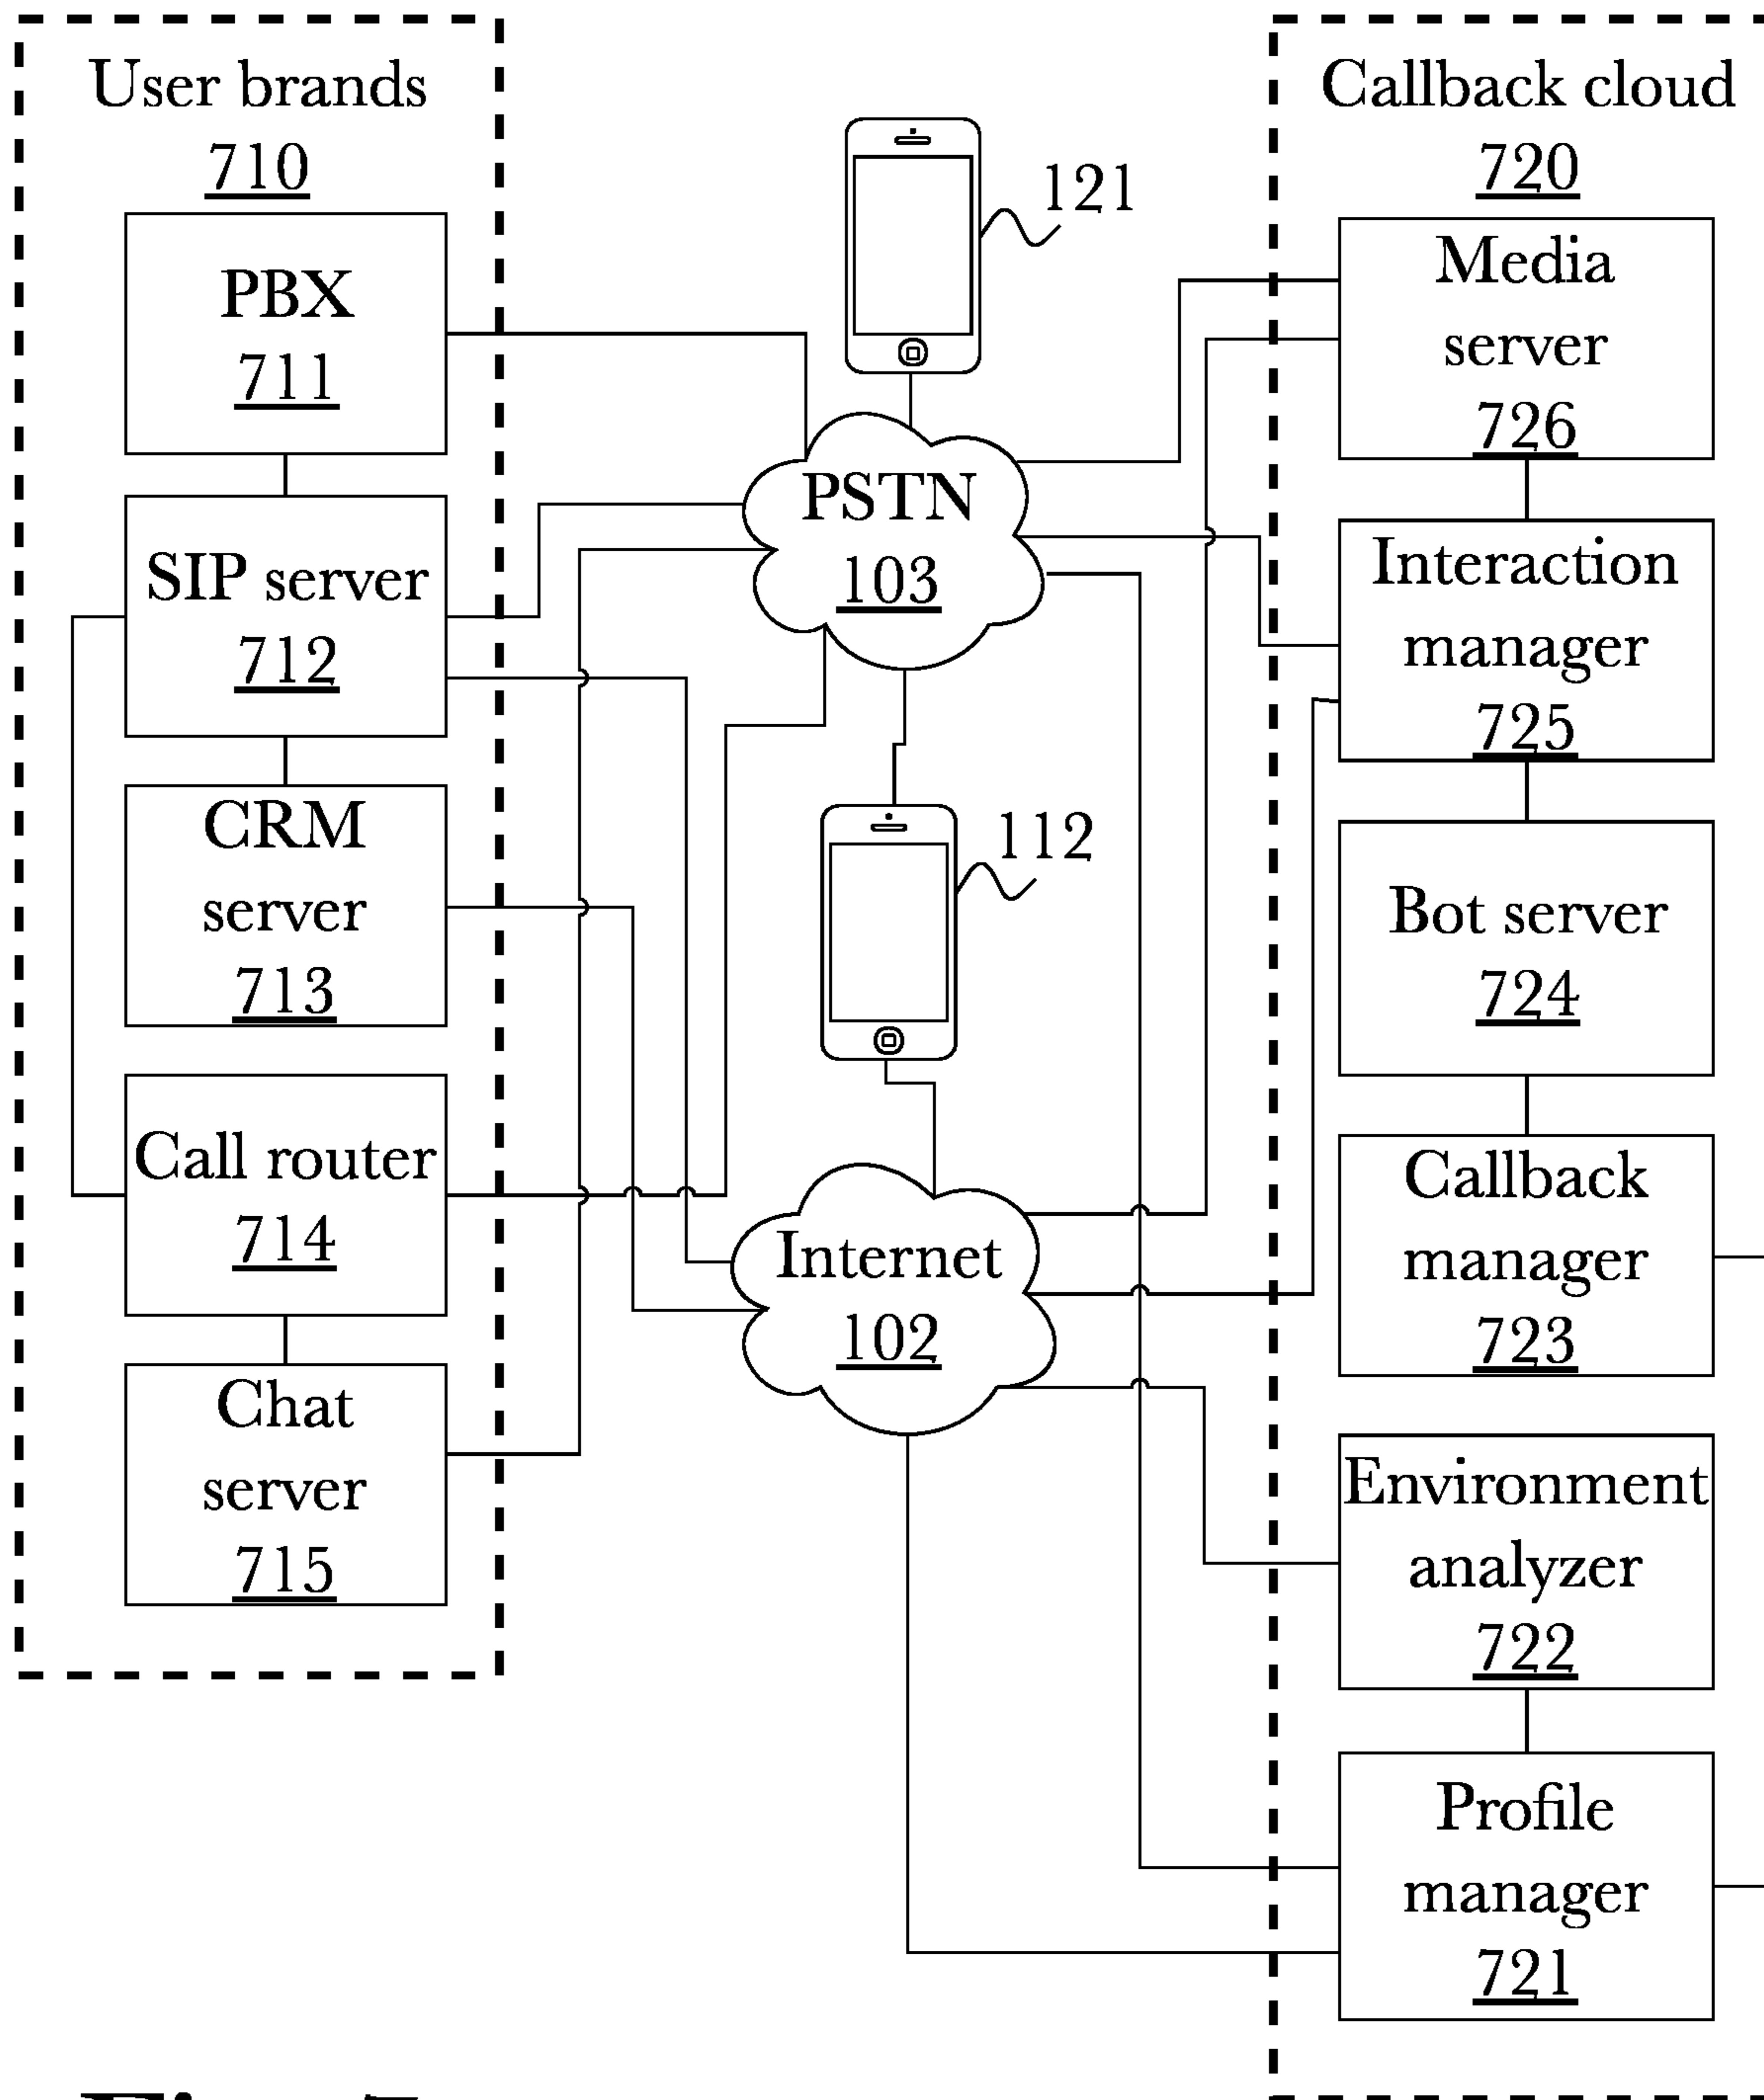 User brands
710
PBX
711
SIP server
712
CRM
server
713
Call router
714
Chat
server
715
121
PSTN
103
112
Internet
102
Callback cloud
720
Media
server
726
Interaction
manager
725
Bot server
724
Callback
manager
723
Environment
analyzer
722
Profile
manager
721